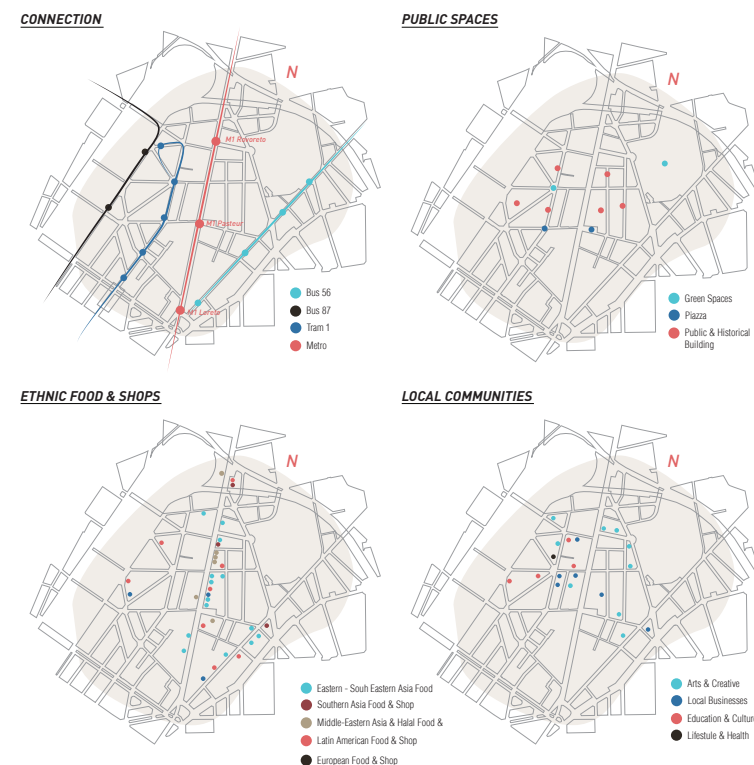 CONNECTION
N
M1 Rovereto
M1 Pasteur
M1 Loreto
Bus 56
Bus 87
Tram 1
Metro
PUBLIC SPACES
N
Green Spaces
Piazza
Public & Historical
Building
ETHNIC FOOD & SHOPS
N
Eastern - Souh Eastern Asia Food
Southern Asia Food & Shop
Middle-Eastern Asia & Halal Food &
Latin American Food & Shop
European Food & Shop
LOCAL COMMUNITIES
N
Arts & Creative
Local Businesses
Education & Culture
Lifestule & Health